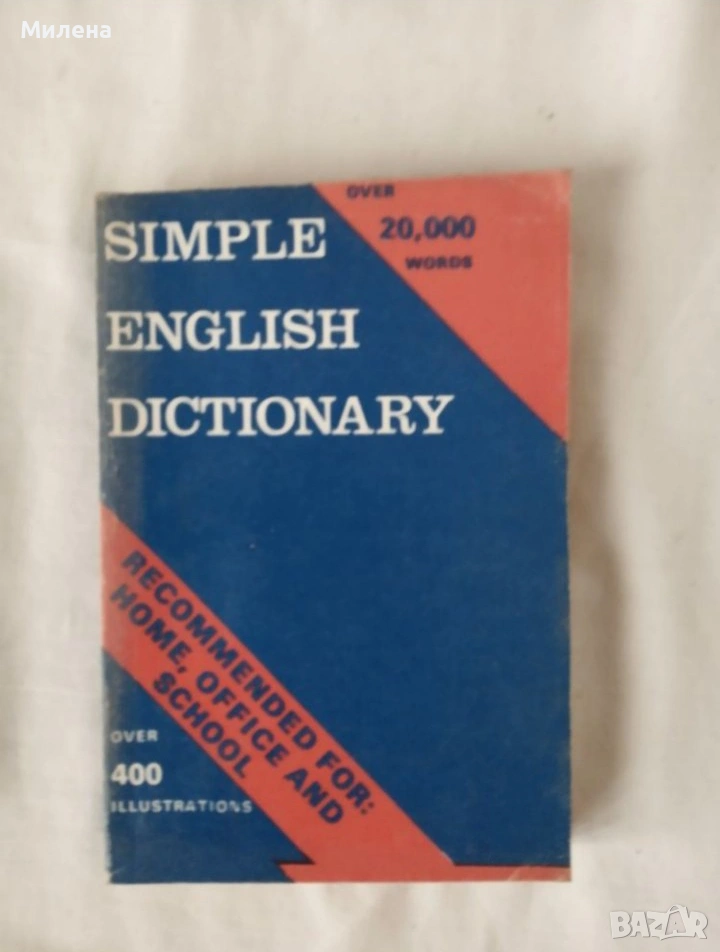 Милена
OVER
20,000
WORDS
SIMPLE
ENGLISH
DICTIONARY
RECOMMENDED FOR:
HOME, OFFICE AND
SCHOOL
OVER
400
ILLUSTRATIONS
BAZAR